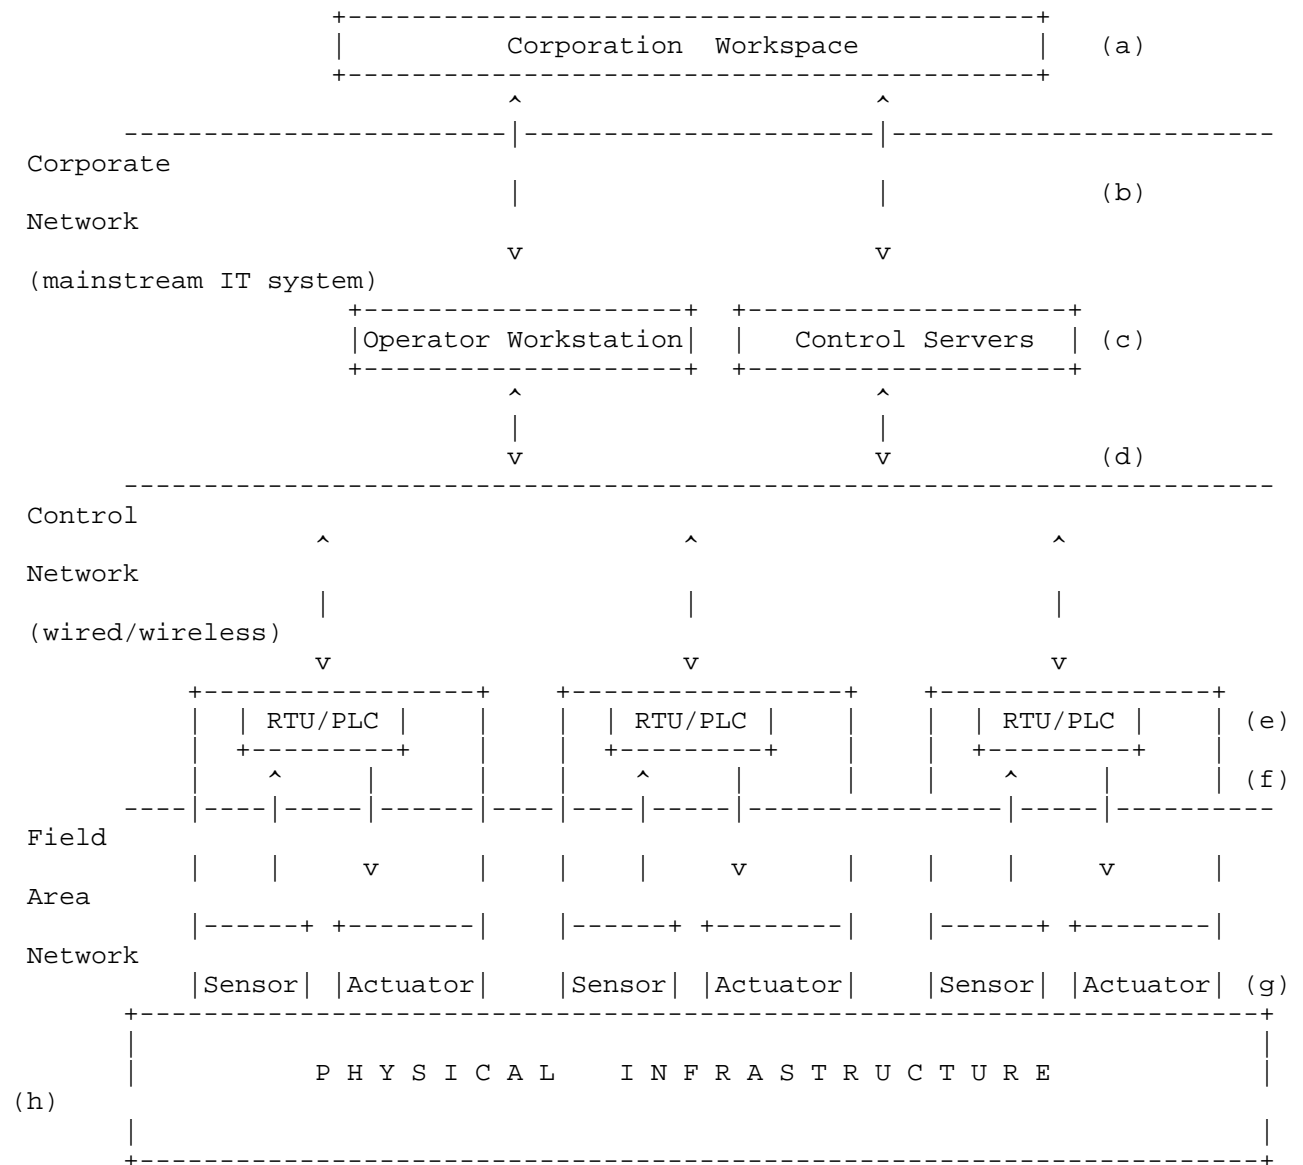 Corporation Workspace (a)
Corporate
(b)
Network
(mainstream IT system)
Operator Workstation Control Servers (c)
(d)
Control
Network
(wired/wireless)
RTU/PLC RTU/PLC RTU/PLC (e)
(f)
Field
Area
Network
Sensor Actuator Sensor Actuator Sensor Actuator (g)
P H Y S I C A L I N F R A S T R U C T U R E
(h)